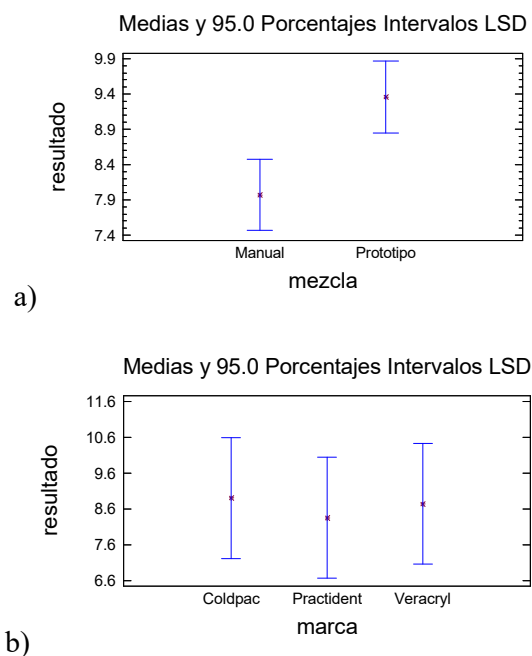 Medias y 95.0 Porcentajes Intervalos LSD
9.9
9.4
8.9
8.4
7.9
7.4
resultado
Manual Prototipo
mezcla
a)
Medias y 95.0 Porcentajes Intervalos LSD
11.6
10.6
9.6
8.6
7.6
6.6
resultado
Coldpac Practident Veracryl
marca
b)